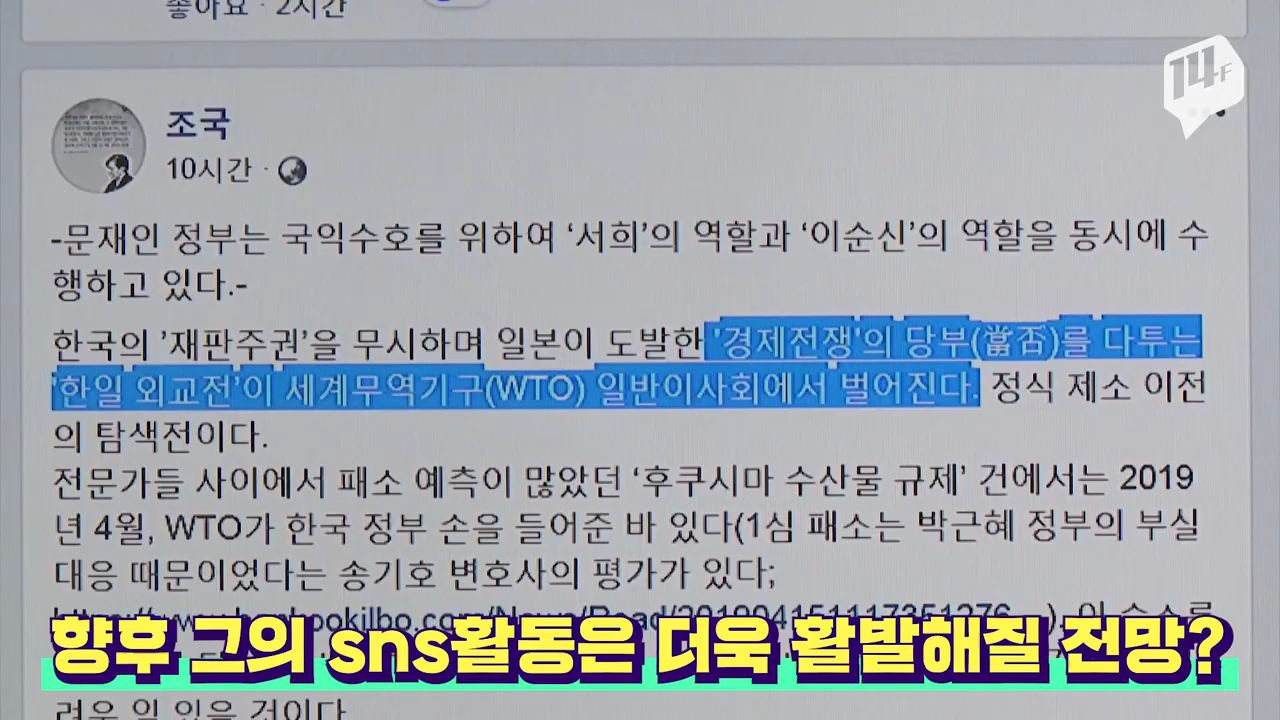 좋아요 · 2시간
14F
조국
10시간 ·
-문재인 정부는 국익수호를 위하여 ‘서희’의 역할과 ‘이순신’의 역할을 동시에 수
행하고 있다.-
한국의 ’재판주권’을 무시하며 일본이 도발한 '경제전쟁'의 당부(當否)를 다투는
'한일 외교전’이 세계무역기구(WTO) 일반이사회에서 벌어진다. 정식 제소 이전
의 탐색전이다.
전문가들 사이에서 패소 예측이 많았던 ‘후쿠시마 수산물 규제’ 건에서는 2019
년 4월, WTO가 한국 정부 손을 들어준 바 있다(1심 패소는 박근혜 정부의 부실
대응 때문이었다는 송기호 변호사의 평가가 있다;
향후 그의 sns활동은 더욱 활발해질 전망?
려운 일 있을 것이다